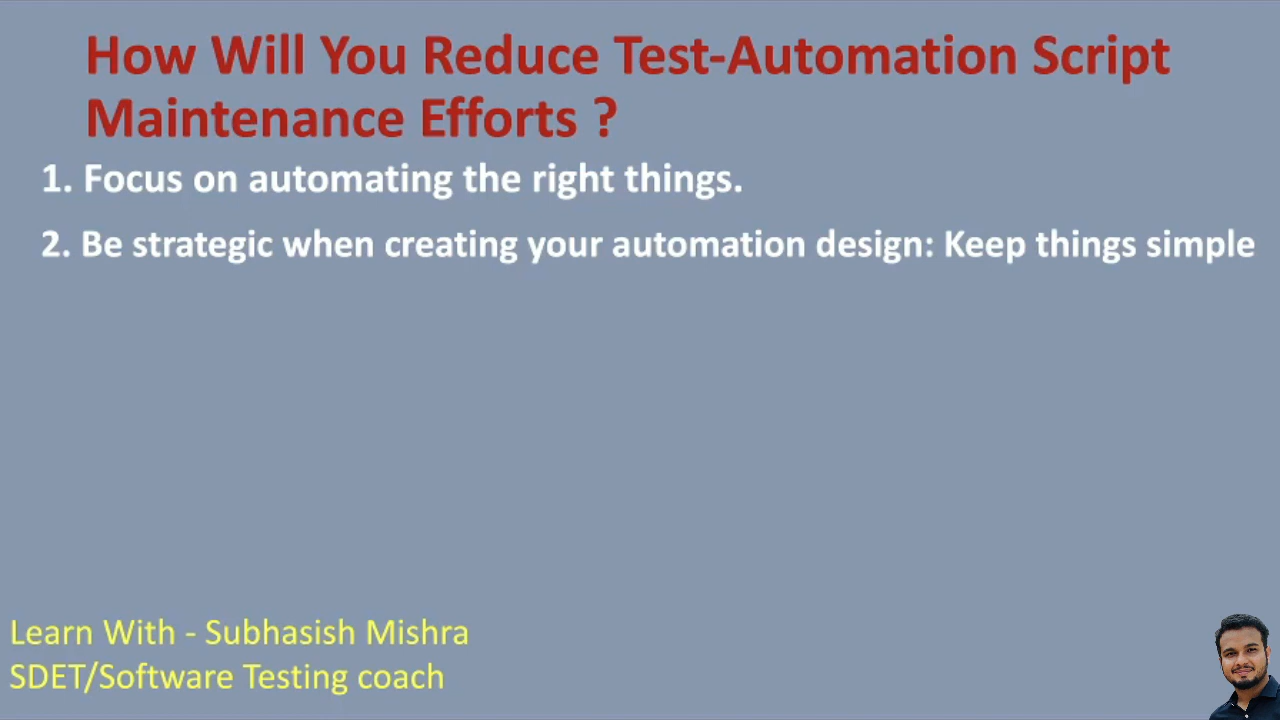 How Will You Reduce Test-Automation Script
Maintenance Efforts ?
1. Focus on automating the right things.
2. Be strategic when creating your automation design: Keep things simple
Learn With - Subhasish Mishra
SDET/Software Testing coach